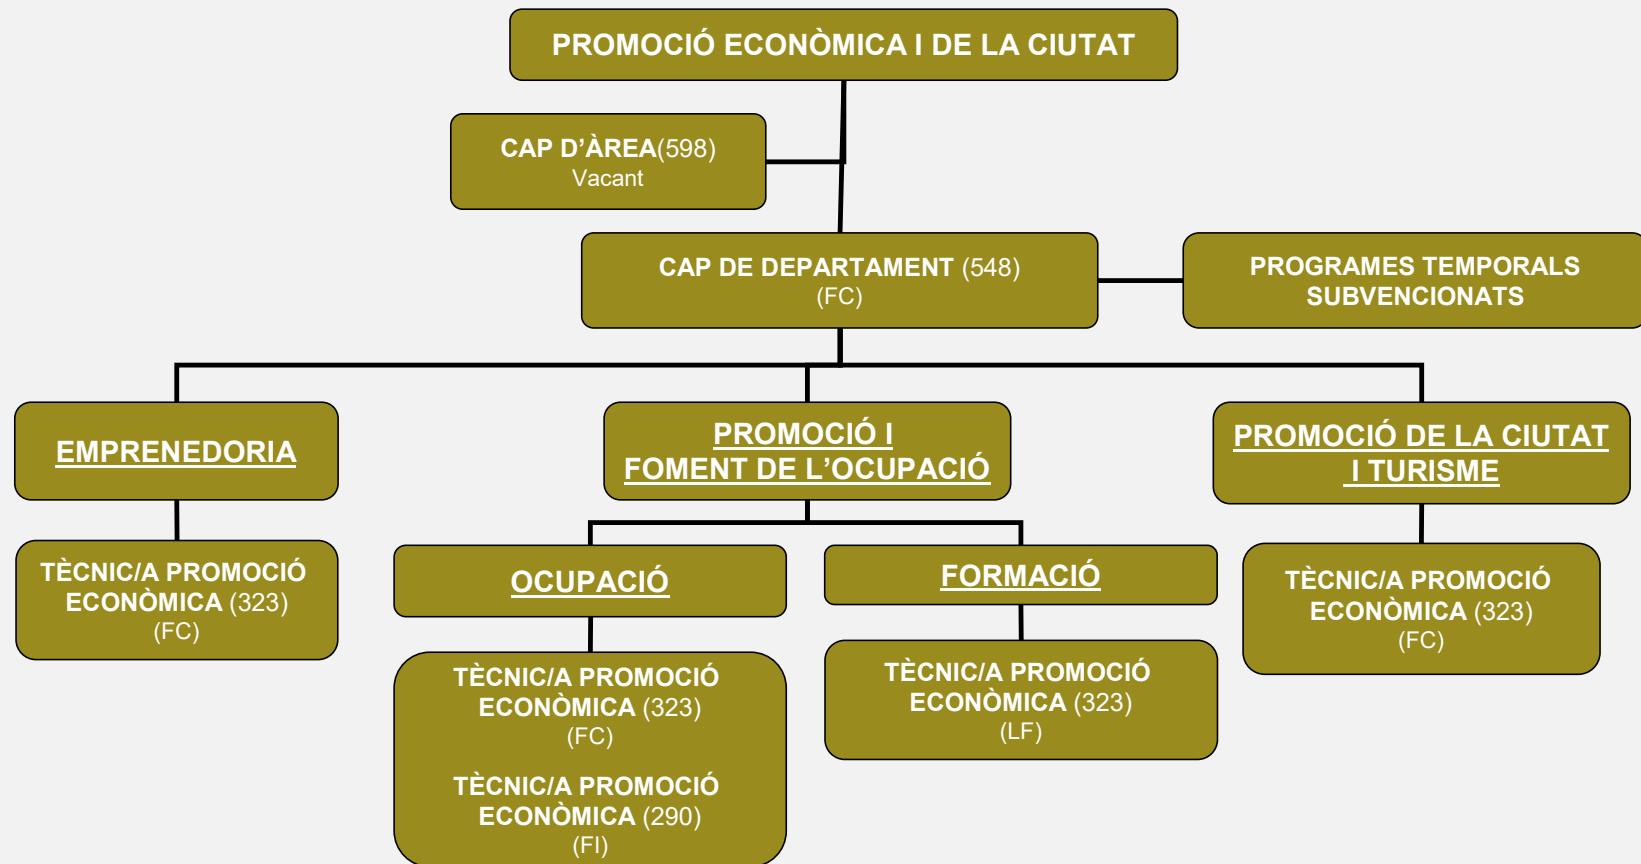 PROMOCIÓ ECONÒMICA I DE LA CIUTAT
CAP D’ÀREA(598)
Vacant
CAP DE DEPARTAMENT (548)
(FC)
PROGRAMES TEMPORALS
SUBVENCIONATS
EMPRENEDORIA
PROMOCIÓ I
FOMENT DE L’OCUPACIÓ
PROMOCIÓ DE LA CIUTAT
I TURISME
TÈCNIC/A PROMOCIÓ
ECONÒMICA (323)
(FC)
OCUPACIÓ
FORMACIÓ
TÈCNIC/A PROMOCIÓ
ECONÒMICA (323)
(FC)
TÈCNIC/A PROMOCIÓ
ECONÒMICA (323)
(FC)
TÈCNIC/A PROMOCIÓ
ECONÒMICA (290)
(FI)
TÈCNIC/A PROMOCIÓ
ECONÒMICA (323)
(LF)